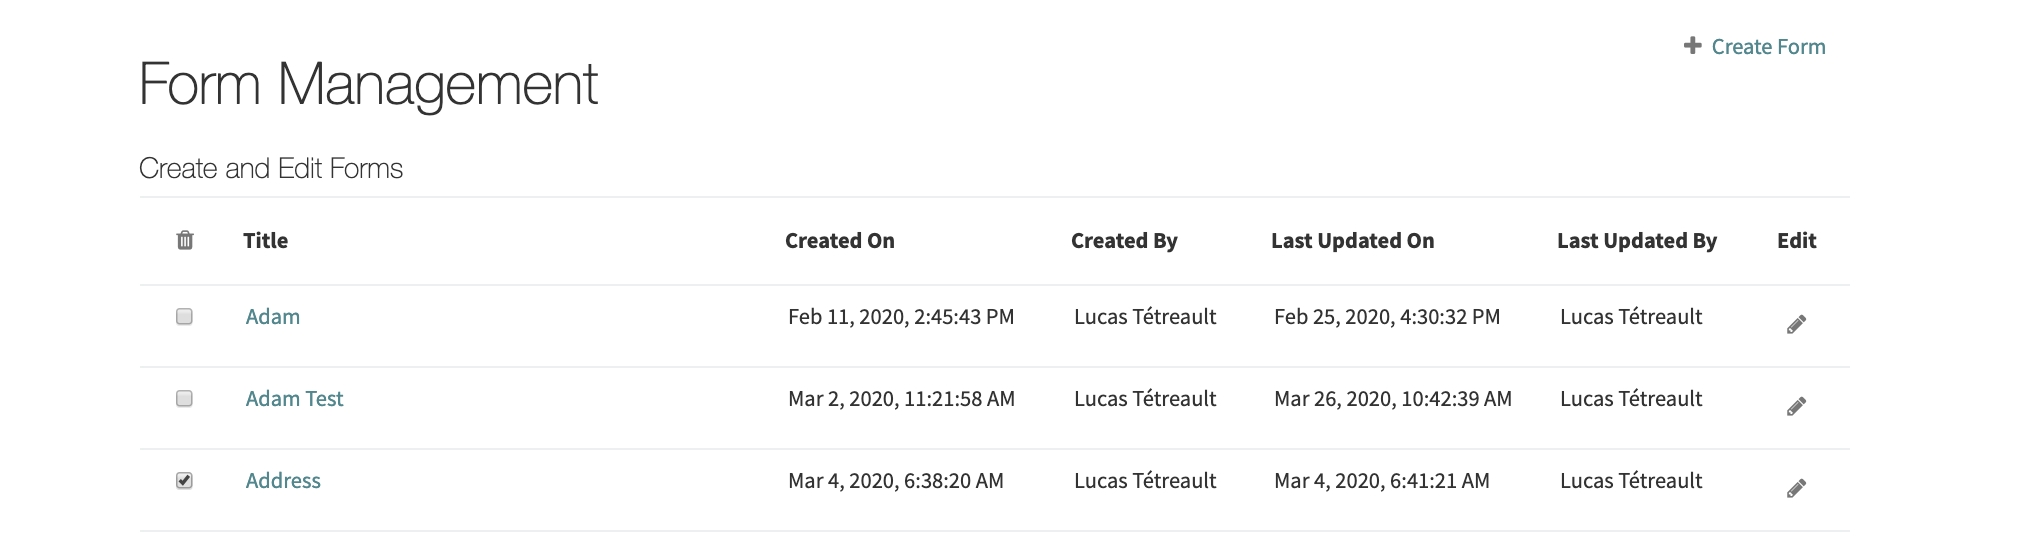 Create Form
Form Management
Create and Edit Forms
Title Created On Created By Last Updated On Last Updated By Edit
Adam Feb 11, 2020, 2:45:43 PM Lucas Tétreault Feb 25, 2020, 4:30:32 PM Lucas Tétreault
Adam Test Mar 2, 2020, 11:21:58 AM Lucas Tétreault Mar 26, 2020, 10:42:39 AM Lucas Tétreault
Address Mar 4, 2020, 6:38:20 AM Lucas Tétreault Mar 4, 2020, 6:41:21 AM Lucas Tétreault